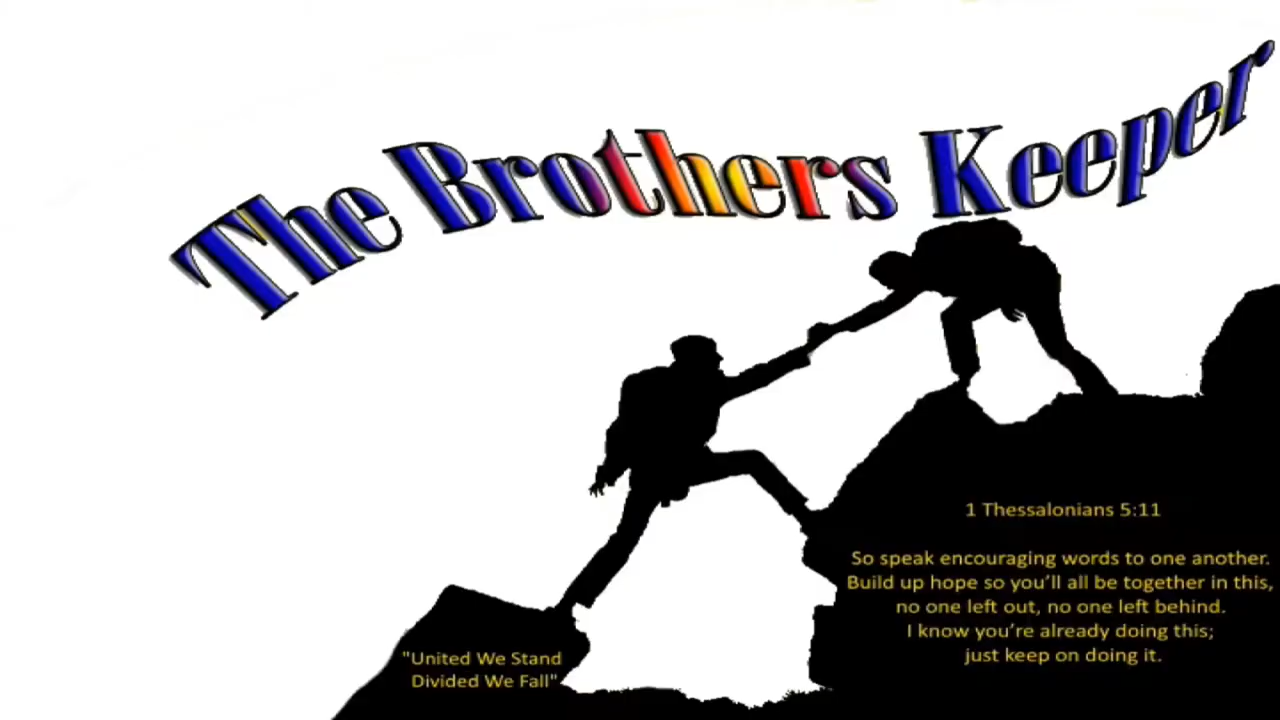 The Brothers Keeper
1 Thessalonians 5:11
So speak encouraging words to one another.
Build up hope so you'll all be together in this,
no one left out, no one left behind.
I know you're already doing this;
just keep on doing it.
"United We Stand
Divided We Fall"